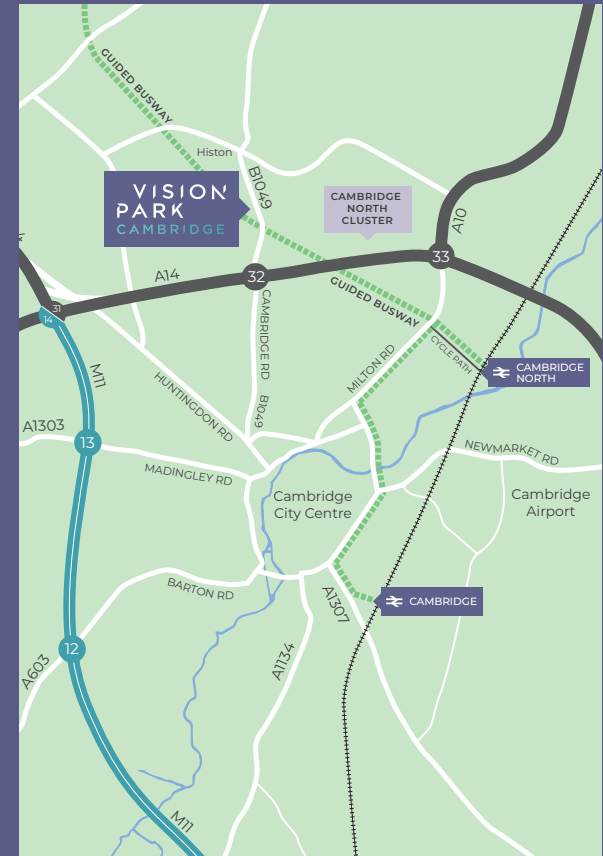 GUIDED BUSWAY
Histon
B1049
VISION
PARK
CAMBRIDGE
CAMBRIDGE
NORTH
CLUSTER
A10
33
A14
32
GUIDED BUSWAY
31
14
CAMBRIDGE RD
B1049
CYCLE PATH
MILTON RD
CAMBRIDGE
NORTH
M11
HUNTINGDON RD
A1303
13
MADINGLEY RD
NEWMARKET RD
Cambridge
City Centre
Cambridge
Airport
BARTON RD
A1307
CAMBRIDGE
12
A603
A1134
M11